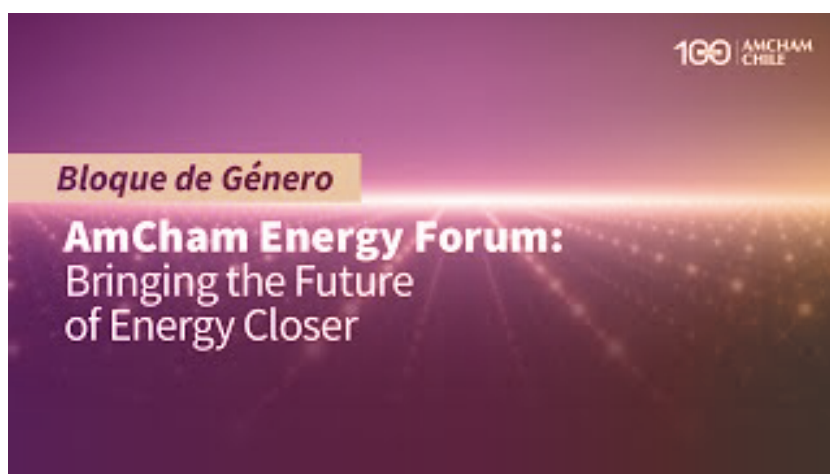 100 AMCHAM
CHILE
Bloque de Género
AmCham Energy Forum:
Bringing the Future
of Energy Closer